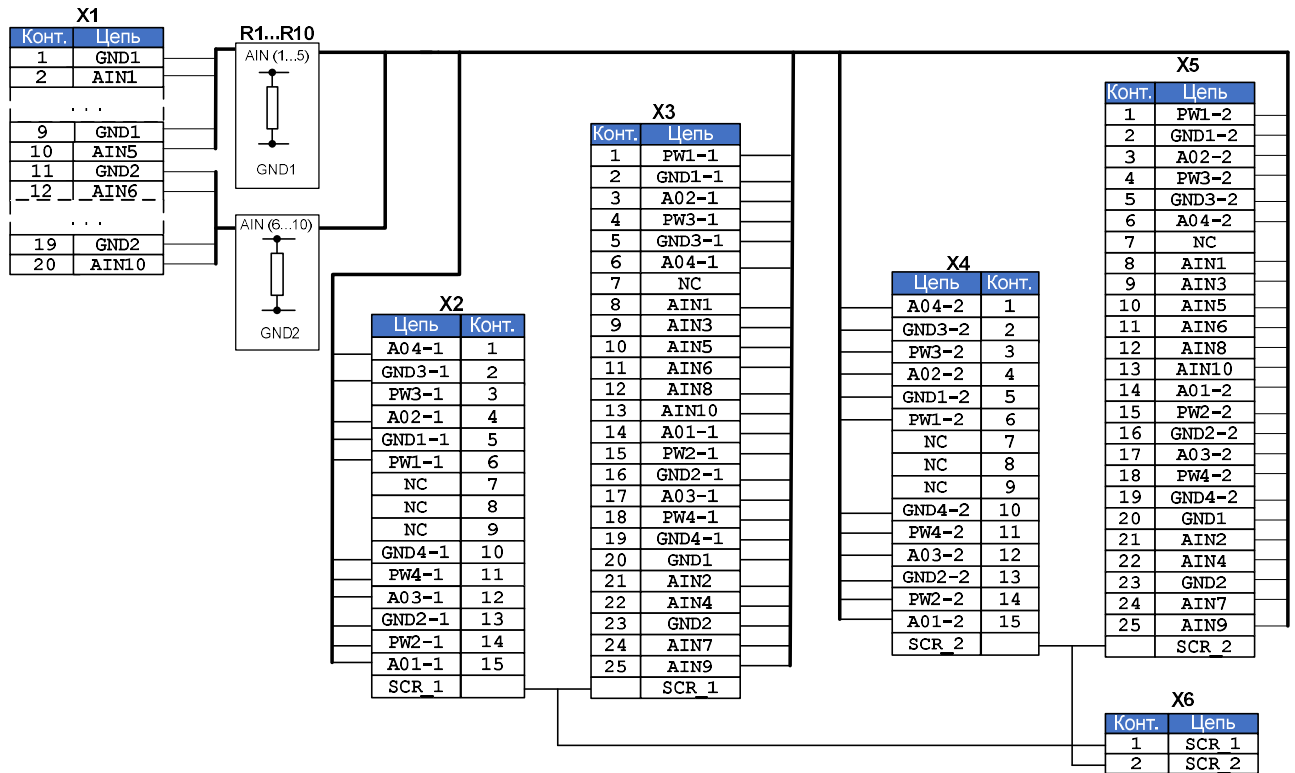 X1
Конт. Цепь
1 GND1
2 AIN1
. . .
9 GND1
10 AIN5
11 GND2
12 AIN6
. . .
19 GND2
20 AIN10
R1...R10
AIN (1...5)
GND1
AIN (6...10)
GND2
X2
Цепь Конт.
A04-1 1
GND3-1 2
PW3-1 3
A02-1 4
GND1-1 5
PW1-1 6
NC 7
NC 8
NC 9
GND4-1 10
PW4-1 11
A03-1 12
GND2-1 13
PW2-1 14
A01-1 15
SCR_1
X3
Конт. Цепь
1 PW1-1
2 GND1-1
3 A02-1
4 PW3-1
5 GND3-1
6 A04-1
7 NC
8 AIN1
9 AIN3
10 AIN5
11 AIN6
12 AIN8
13 AIN10
14 A01-1
15 PW2-1
16 GND2-1
17 A03-1
18 PW4-1
19 GND4-1
20 GND1
21 AIN2
22 AIN4
23 GND2
24 AIN7
25 AIN9
SCR_1
X4
Цепь Конт.
A04-2 1
GND3-2 2
PW3-2 3
A02-2 4
GND1-2 5
PW1-2 6
NC 7
NC 8
NC 9
GND4-2 10
PW4-2 11
A03-2 12
GND2-2 13
PW2-2 14
A01-2 15
SCR_2
X5
Конт. Цепь
1 PW1-2
2 GND1-2
3 A02-2
4 PW3-2
5 GND3-2
6 A04-2
7 NC
8 AIN1
9 AIN3
10 AIN5
11 AIN6
12 AIN8
13 AIN10
14 A01-2
15 PW2-2
16 GND2-2
17 A03-2
18 PW4-2
19 GND4-2
20 GND1
21 AIN2
22 AIN4
23 GND2
24 AIN7
25 AIN9
SCR_2
X6
Конт. Цепь
1 SCR_1
2 SCR_2